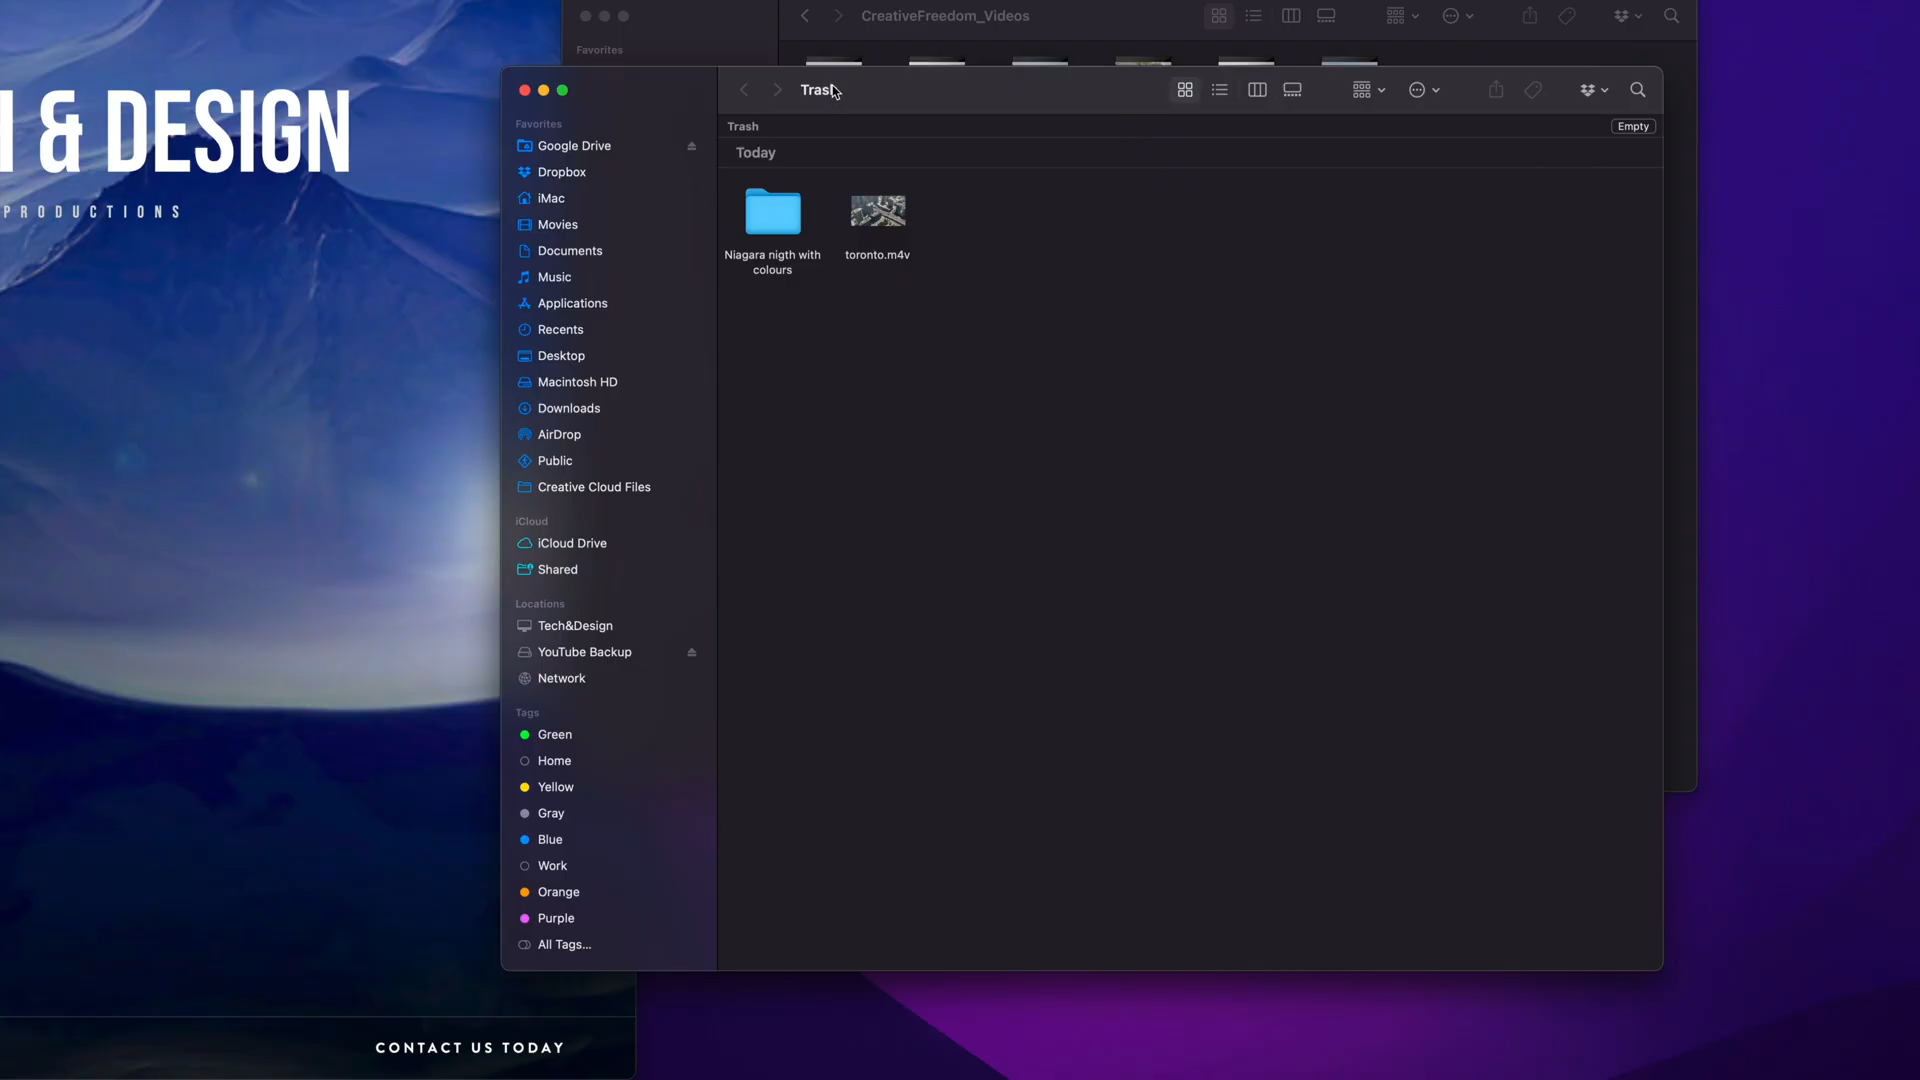 & DESIGN
PRODUCTIONS
CONTACT US TODAY
CreativeFreedom_Videos
Favorites
Trash
Favorites
Google Drive
Dropbox
iMac
Movies
Documents
Music
Applications
Recents
Desktop
Macintosh HD
Downloads
AirDrop
Public
Creative Cloud Files
iCloud
iCloud Drive
Shared
Locations
Tech&Design
YouTube Backup
Network
Tags
Green
Home
Yellow
Gray
Blue
Work
Orange
Purple
All Tags...
Trash
Empty
Today
Niagara nigth with
colours
toronto.m4v